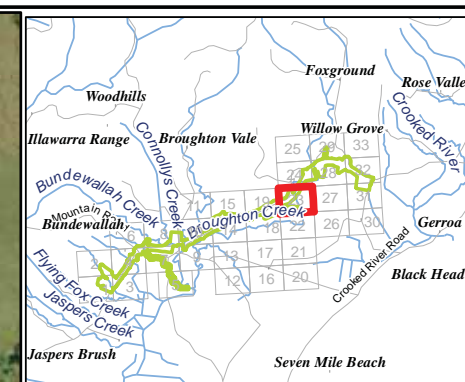 Foxground
Rose Valle
Woodhills
Crooked River
Willow Grove
33
25
29
Illawarra Range
Connollys Creek
Broughton Vale
24
28
32
Bundewallah Creek
11
15
19
23
27
31
Mountain R
Broughton Creek
Bundewallah
Gerroa
8
14
18
22
26
30
2
13
17
21
Crooked River Road
Flying Fox Creek
Black Head
3
12
16
20
Jaspers Creek
Jaspers Brush
Seven Mile Beach